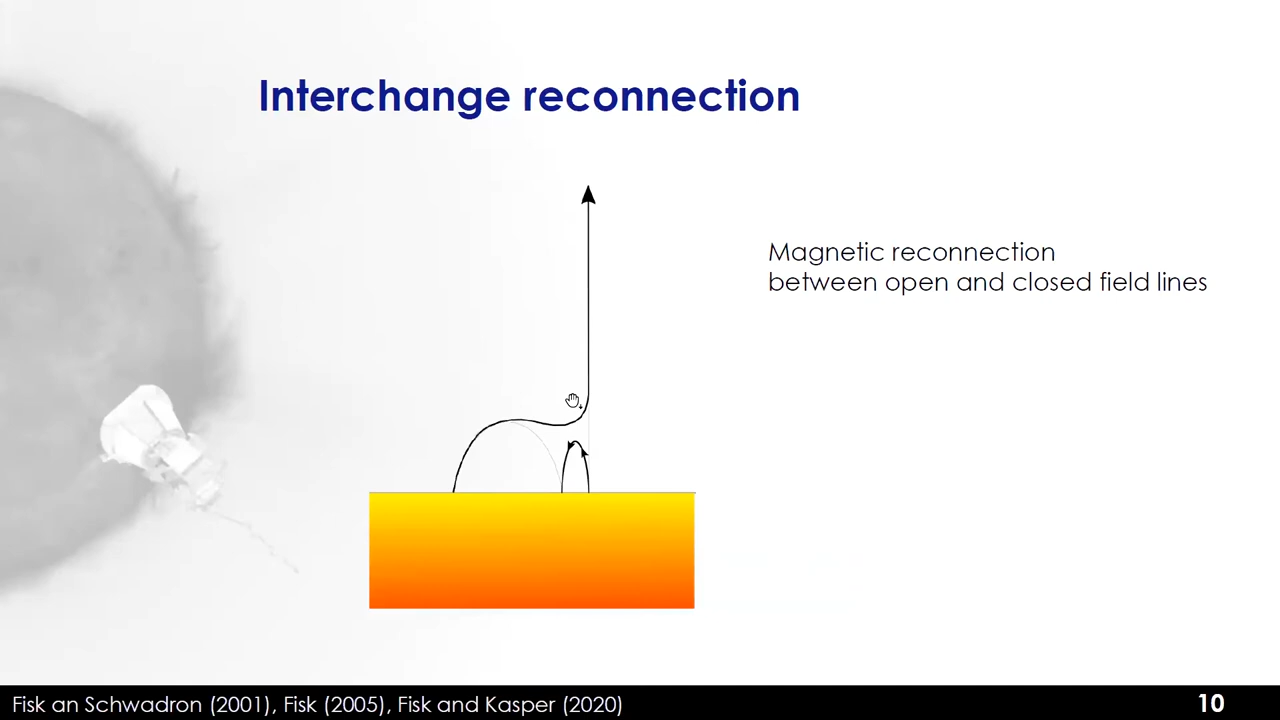 Interchange reconnection
Magnetic reconnection
between open and closed field lines
Fisk an Schwadron (2001), Fisk (2005), Fisk and Kasper (2020)
10